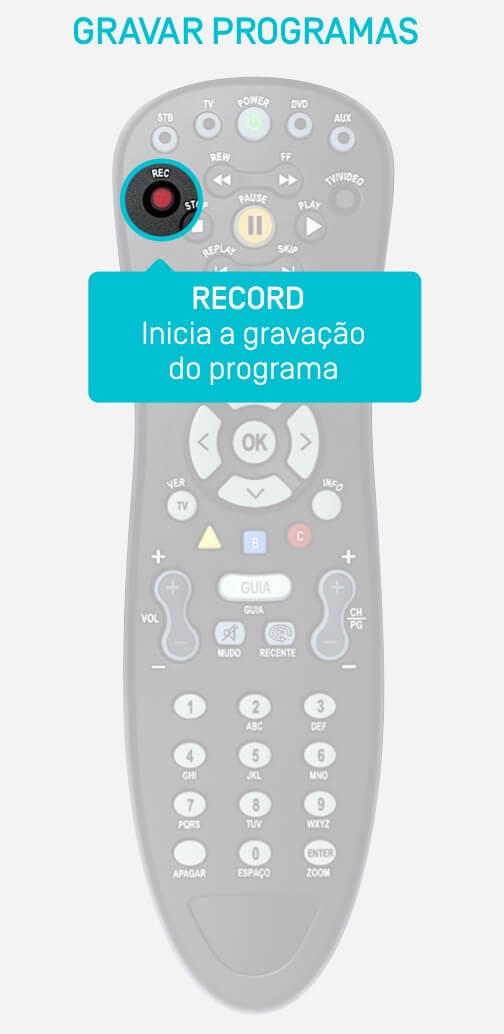 GRAVAR PROGRAMAS
STB TV POWER DVD AUX
REC REW FF TV/VIDEO
STOP PAUSE PLAY
REPLAY SKIP
RECORD
Inicia a gravação
do programa
OK
VER INFO
TV
B C
+ +
GUIA
VOL GUIA CH
PG
MUDO RECENTE
- -
1 2 3
ABC DEF
4 5 6
GHI JKL MNO
7 8 9
PQRS TUV WXYZ
0 ENTER
APAGAR ESPAÇO ZOOM